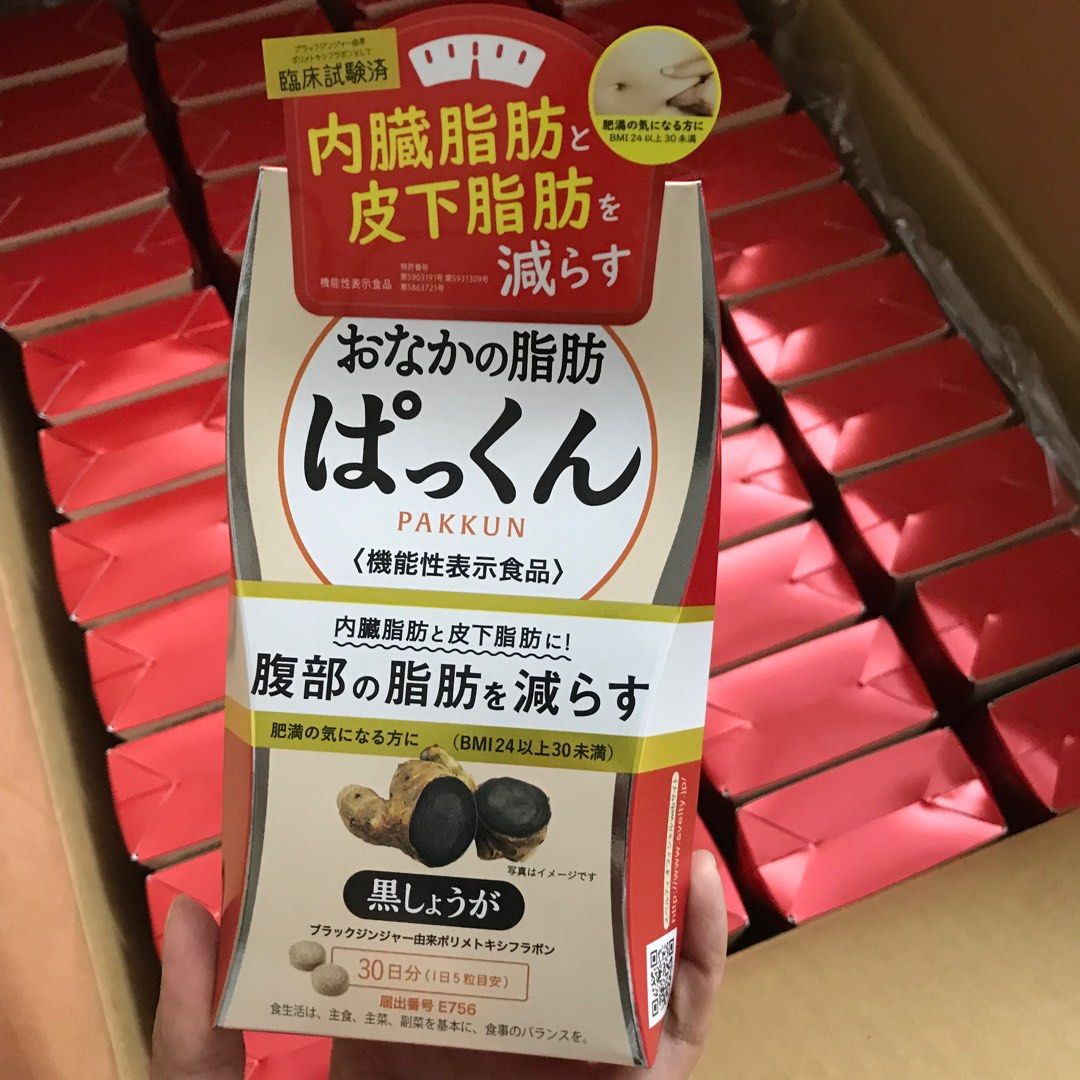 ブラックジンジャー由来
ポリメトキシフラボンとして
臨床試験済
肥満の気になる方に
BMI24以上30未満
内臓脂肪と
皮下脂肪を
減らす
機能性表示食品
特許番号
第5903191号 第5931309号
第5863721号
おなかの脂肪
ぱっくん
PAKKUN
〈機能性表示食品〉
内臓脂肪と皮下脂肪に!
腹部の脂肪を減らす
肥満の気になる方に (BMI24以上30未満)
写真はイメージです
黒しょうが
ブラックジンジャー由来ポリメトキシフラボン
30日分(1日5粒目安)
届出番号 E756
食生活は、主食、主菜、副菜を基本に、食事のバランスを。
http://www.svelty.jp/